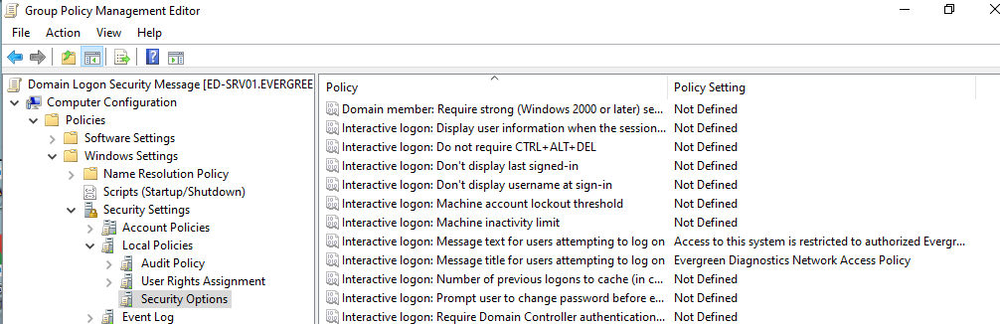 Group Policy Management Editor
File Action View Help
Domain Logon Security Message [ED-SRV01.EVERGREE
Computer Configuration
Policies
Software Settings
Windows Settings
Name Resolution Policy
Scripts (Startup/Shutdown)
Security Settings
Account Policies
Local Policies
Audit Policy
User Rights Assignment
Security Options
Event Log
Policy Policy Setting
Domain member: Require strong (Windows 2000 or later) se... Not Defined
Interactive logon: Display user information when the session... Not Defined
Interactive logon: Do not require CTRL+ALT+DEL Not Defined
Interactive logon: Don't display last signed-in Not Defined
Interactive logon: Don't display username at sign-in Not Defined
Interactive logon: Machine account lockout threshold Not Defined
Interactive logon: Machine inactivity limit Not Defined
Interactive logon: Message text for users attempting to log on Access to this system is restricted to authorized Evergr...
Interactive logon: Message title for users attempting to log on Evergreen Diagnostics Network Access Policy
Interactive logon: Number of previous logons to cache (in c... Not Defined
Interactive logon: Prompt user to change password before e... Not Defined
Interactive logon: Require Domain Controller authentication... Not Defined